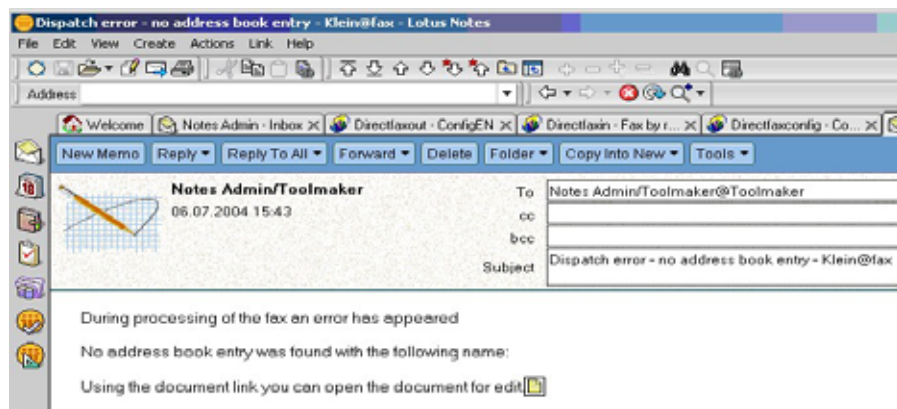 Dispatch error - no address book entry - Klein@fax - Lotus Notes
File Edit View Create Actions Link Help
Address
Welcome Notes Admin - Inbox Directfaxout - ConfigEN Directfaxin - Fax by r... Directfaxconfig - Co...
New Memo Reply Reply To All Forward Delete Folder Copy Into New Tools
Notes Admin/Toolmaker To Notes Admin/Toolmaker@Toolmaker
06.07.2004 15:43 cc
bcc
Subject Dispatch error - no address book entry - Klein@fax
During processing of the fax an error has appeared
No address book entry was found with the following name:
Using the document link you can open the document for edit